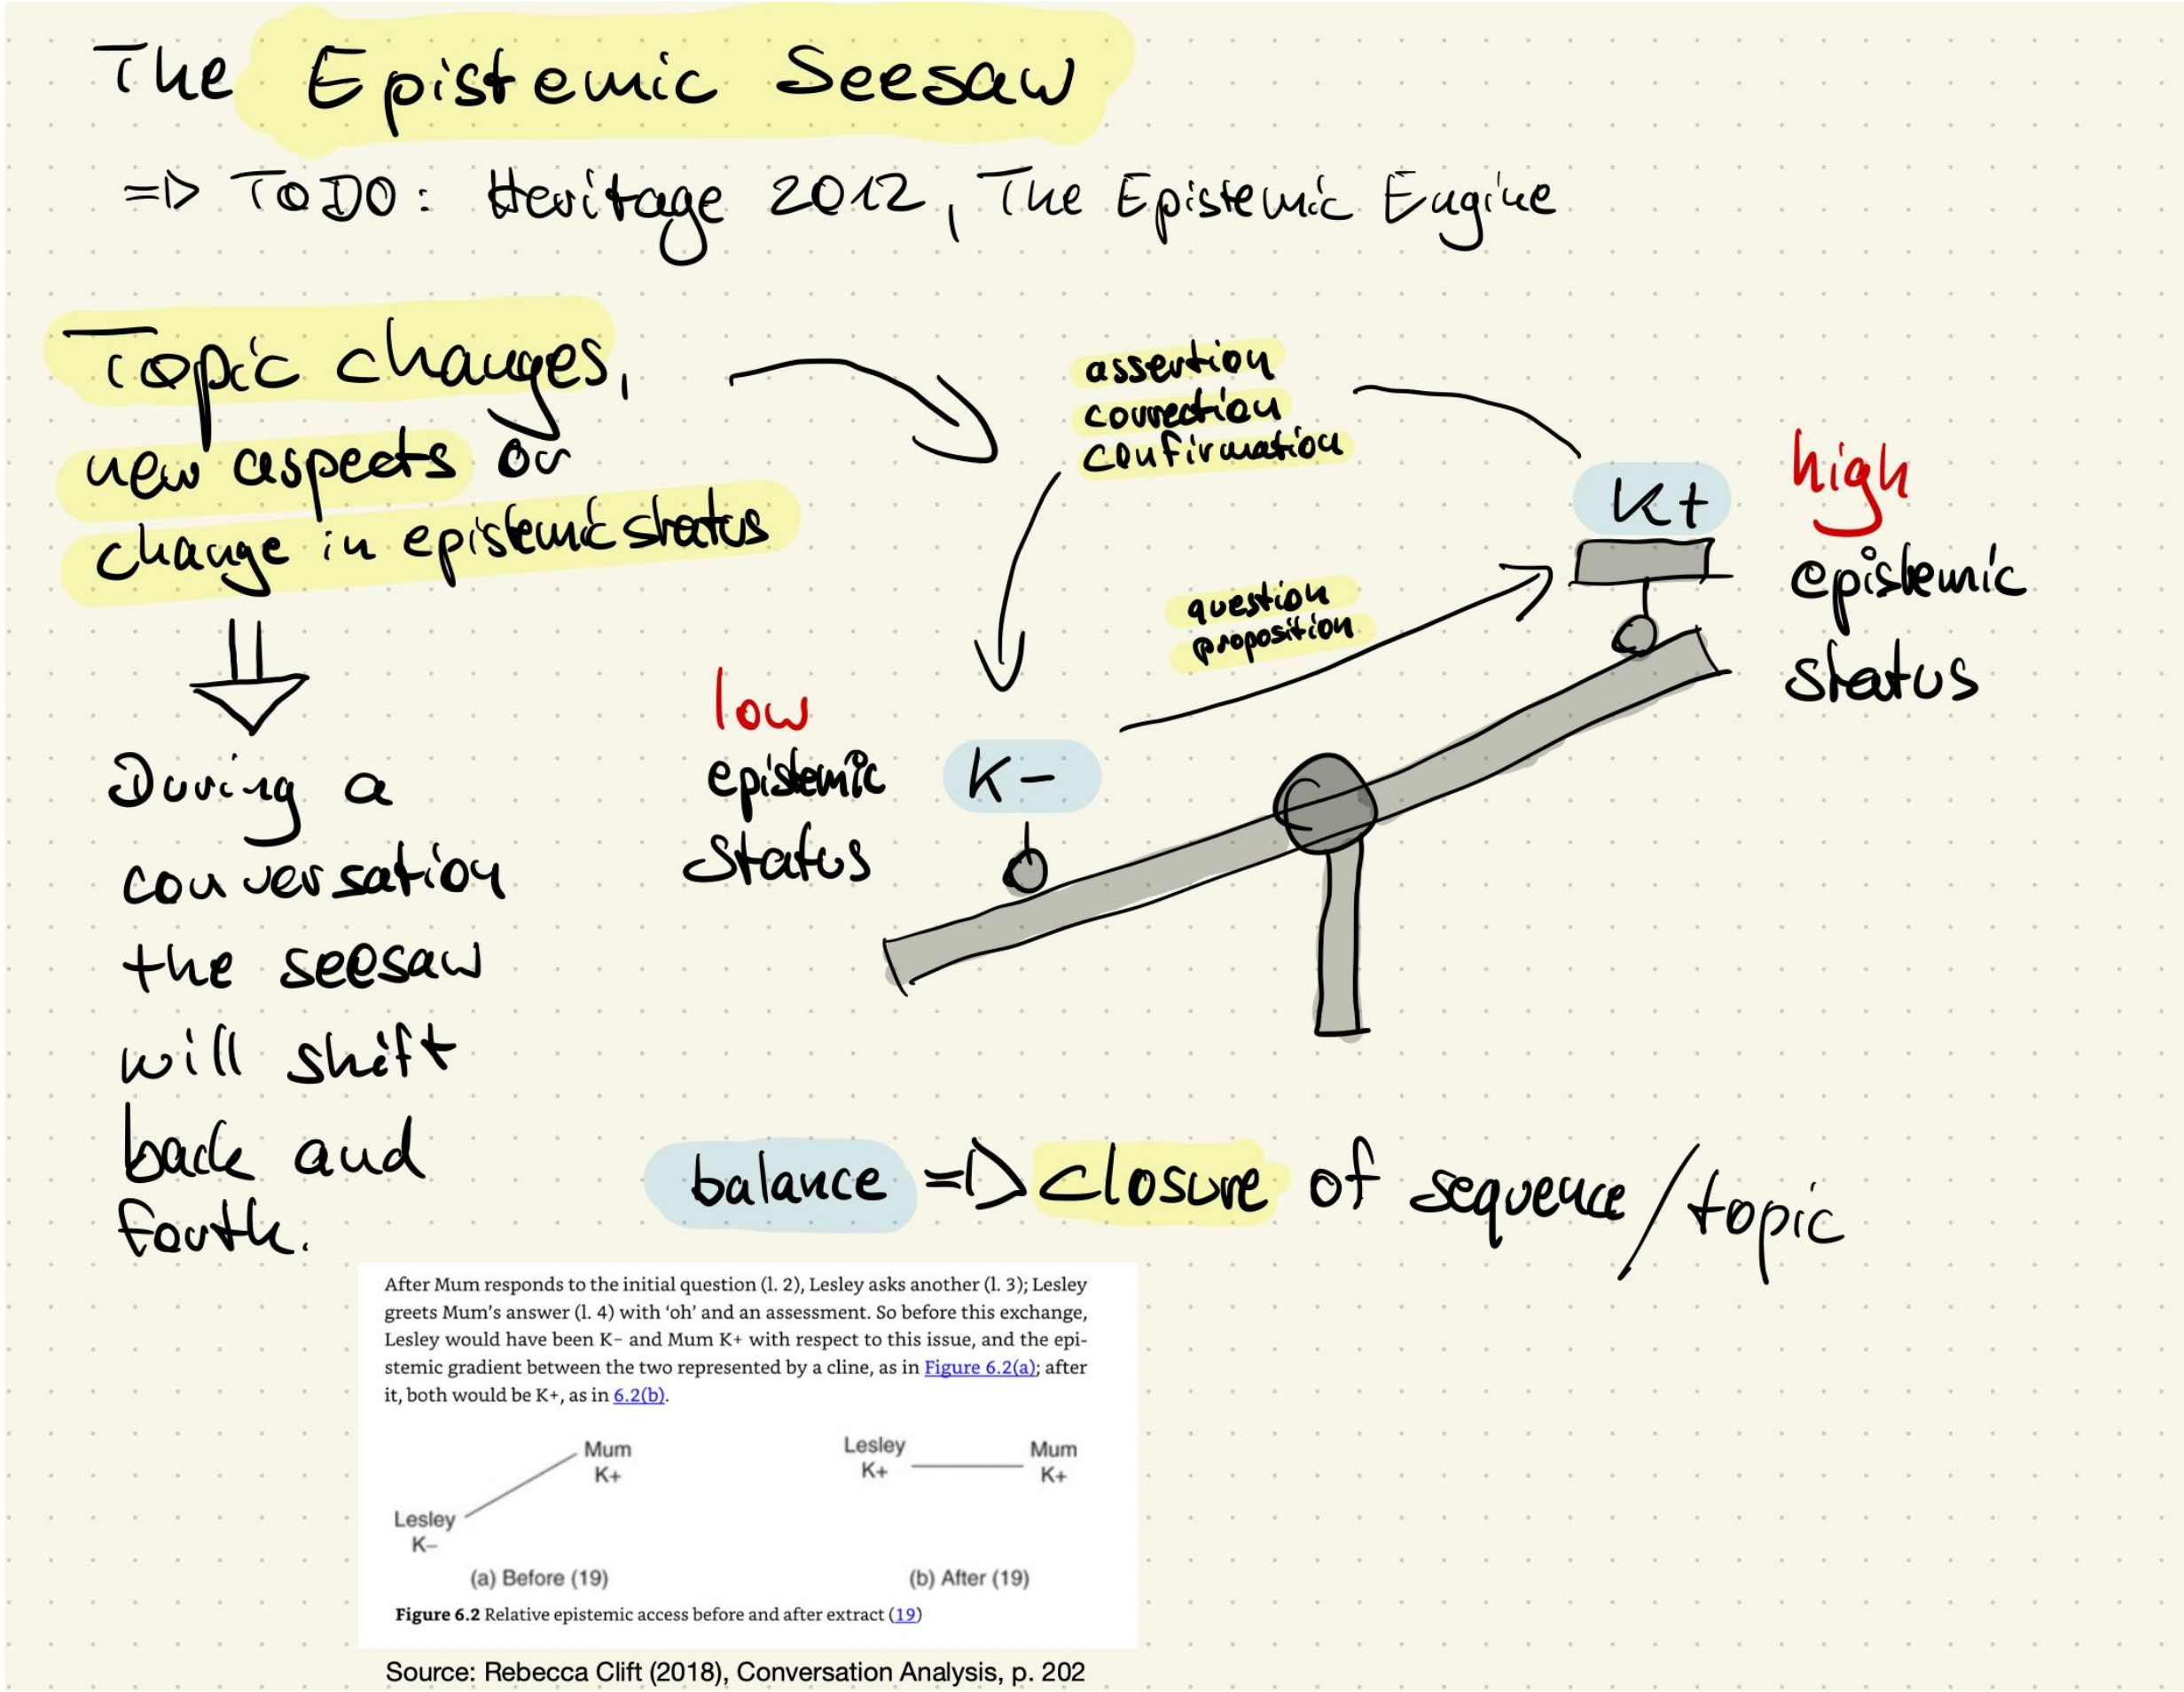 The Epistemic Seesaw
=> TODO: Heritage 2012, The Epistemic Engine
Topic changes,
new aspects or
change in epistemic status
During a
conversation
the seesaw
will shift
back and
forth.
assertion
correction
confirmation
question
proposition
K+
high
epistemic
status
low
epistemic
status
K-
balance => closure of sequence/topic
After Mum responds to the initial question (l. 2), Lesley asks another (l. 3); Lesley
greets Mum's answer (l. 4) with 'oh' and an assessment. So before this exchange,
Lesley would have been K− and Mum K+ with respect to this issue, and the epi-
stemic gradient between the two represented by a cline, as in Figure 6.2(a); after
it, both would be K+, as in 6.2(b).
Mum
K+
Lesley
K−
(a) Before (19)
Lesley
K+
Mum
K+
(b) After (19)
Figure 6.2 Relative epistemic access before and after extract (19)
Source: Rebecca Clift (2018), Conversation Analysis, p. 202